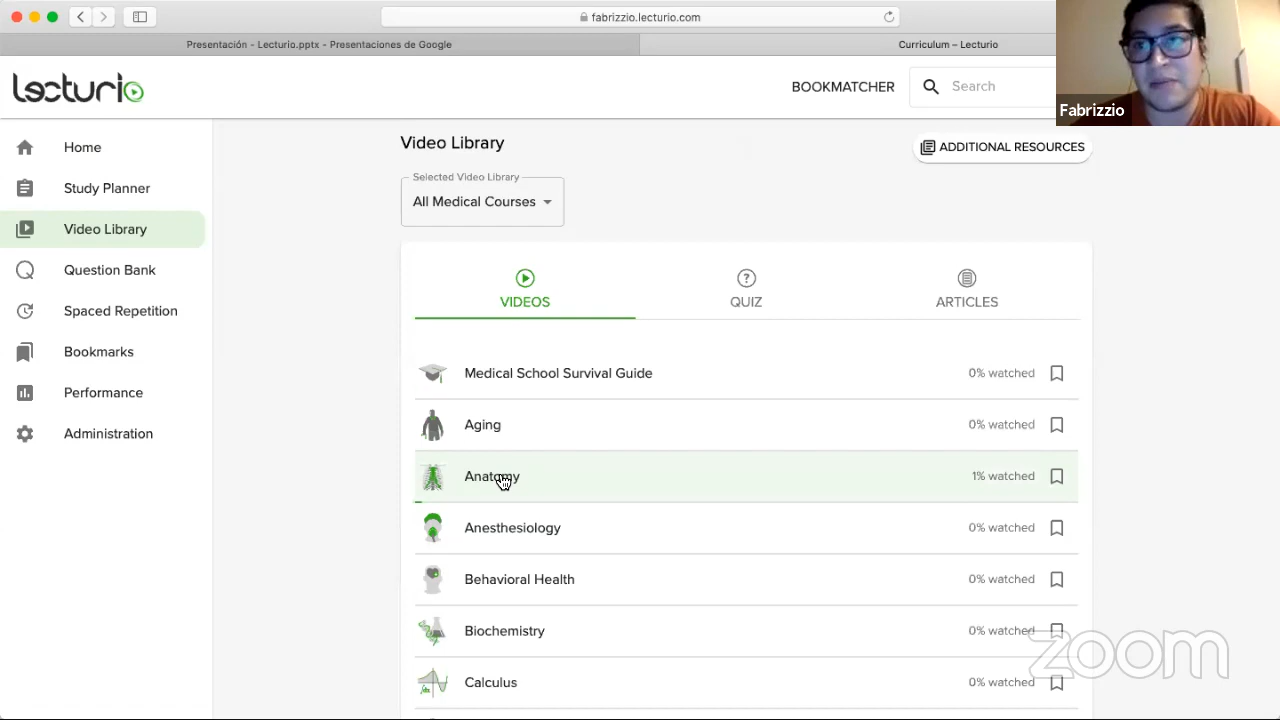 fabrizzio.lecturio.com
Presentación - Lecturio.pptx - Presentaciones de Google
Curriculum – Lecturio
lecturio
BOOKMATCHER
Search
Fabrizzio
Home
Study Planner
Video Library
Question Bank
Spaced Repetition
Bookmarks
Performance
Administration
Video Library
ADDITIONAL RESOURCES
Selected Video Library
All Medical Courses
VIDEOS
QUIZ
ARTICLES
Medical School Survival Guide 0% watched
Aging 0% watched
Anatomy 1% watched
Anesthesiology 0% watched
Behavioral Health 0% watched
Biochemistry 0% watched
Calculus 0% watched
zoom